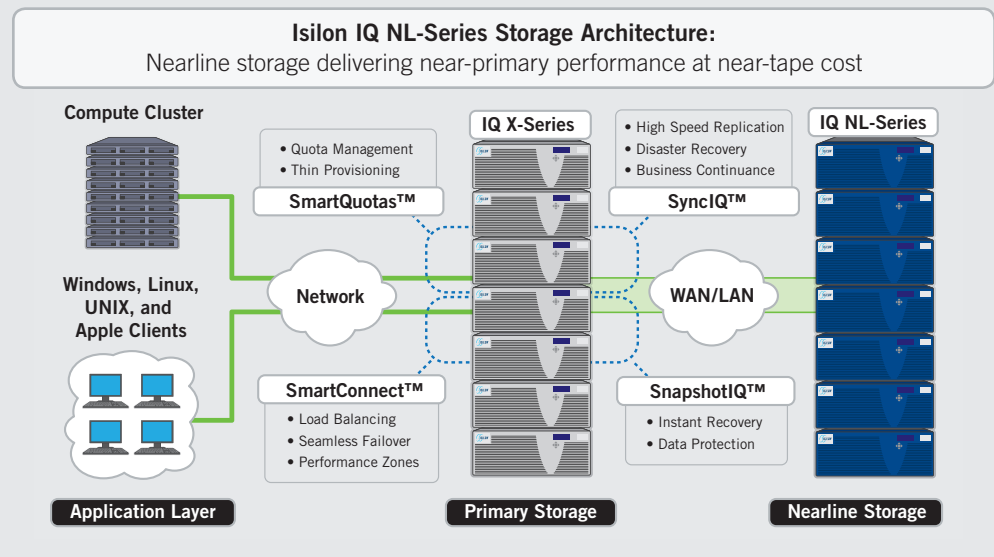 Isilon IQ NL-Series Storage Architecture:
Nearline storage delivering near-primary performance at near-tape cost
Compute Cluster
• Quota Management
• Thin Provisioning
SmartQuotas™
IQ X-Series
• High Speed Replication
• Disaster Recovery
• Business Continuance
SyncIQ™
IQ NL-Series
Windows, Linux,
UNIX, and
Apple Clients
Network
WAN/LAN
SmartConnect™
• Load Balancing
• Seamless Failover
• Performance Zones
SnapshotIQ™
• Instant Recovery
• Data Protection
Application Layer
Primary Storage
Nearline Storage